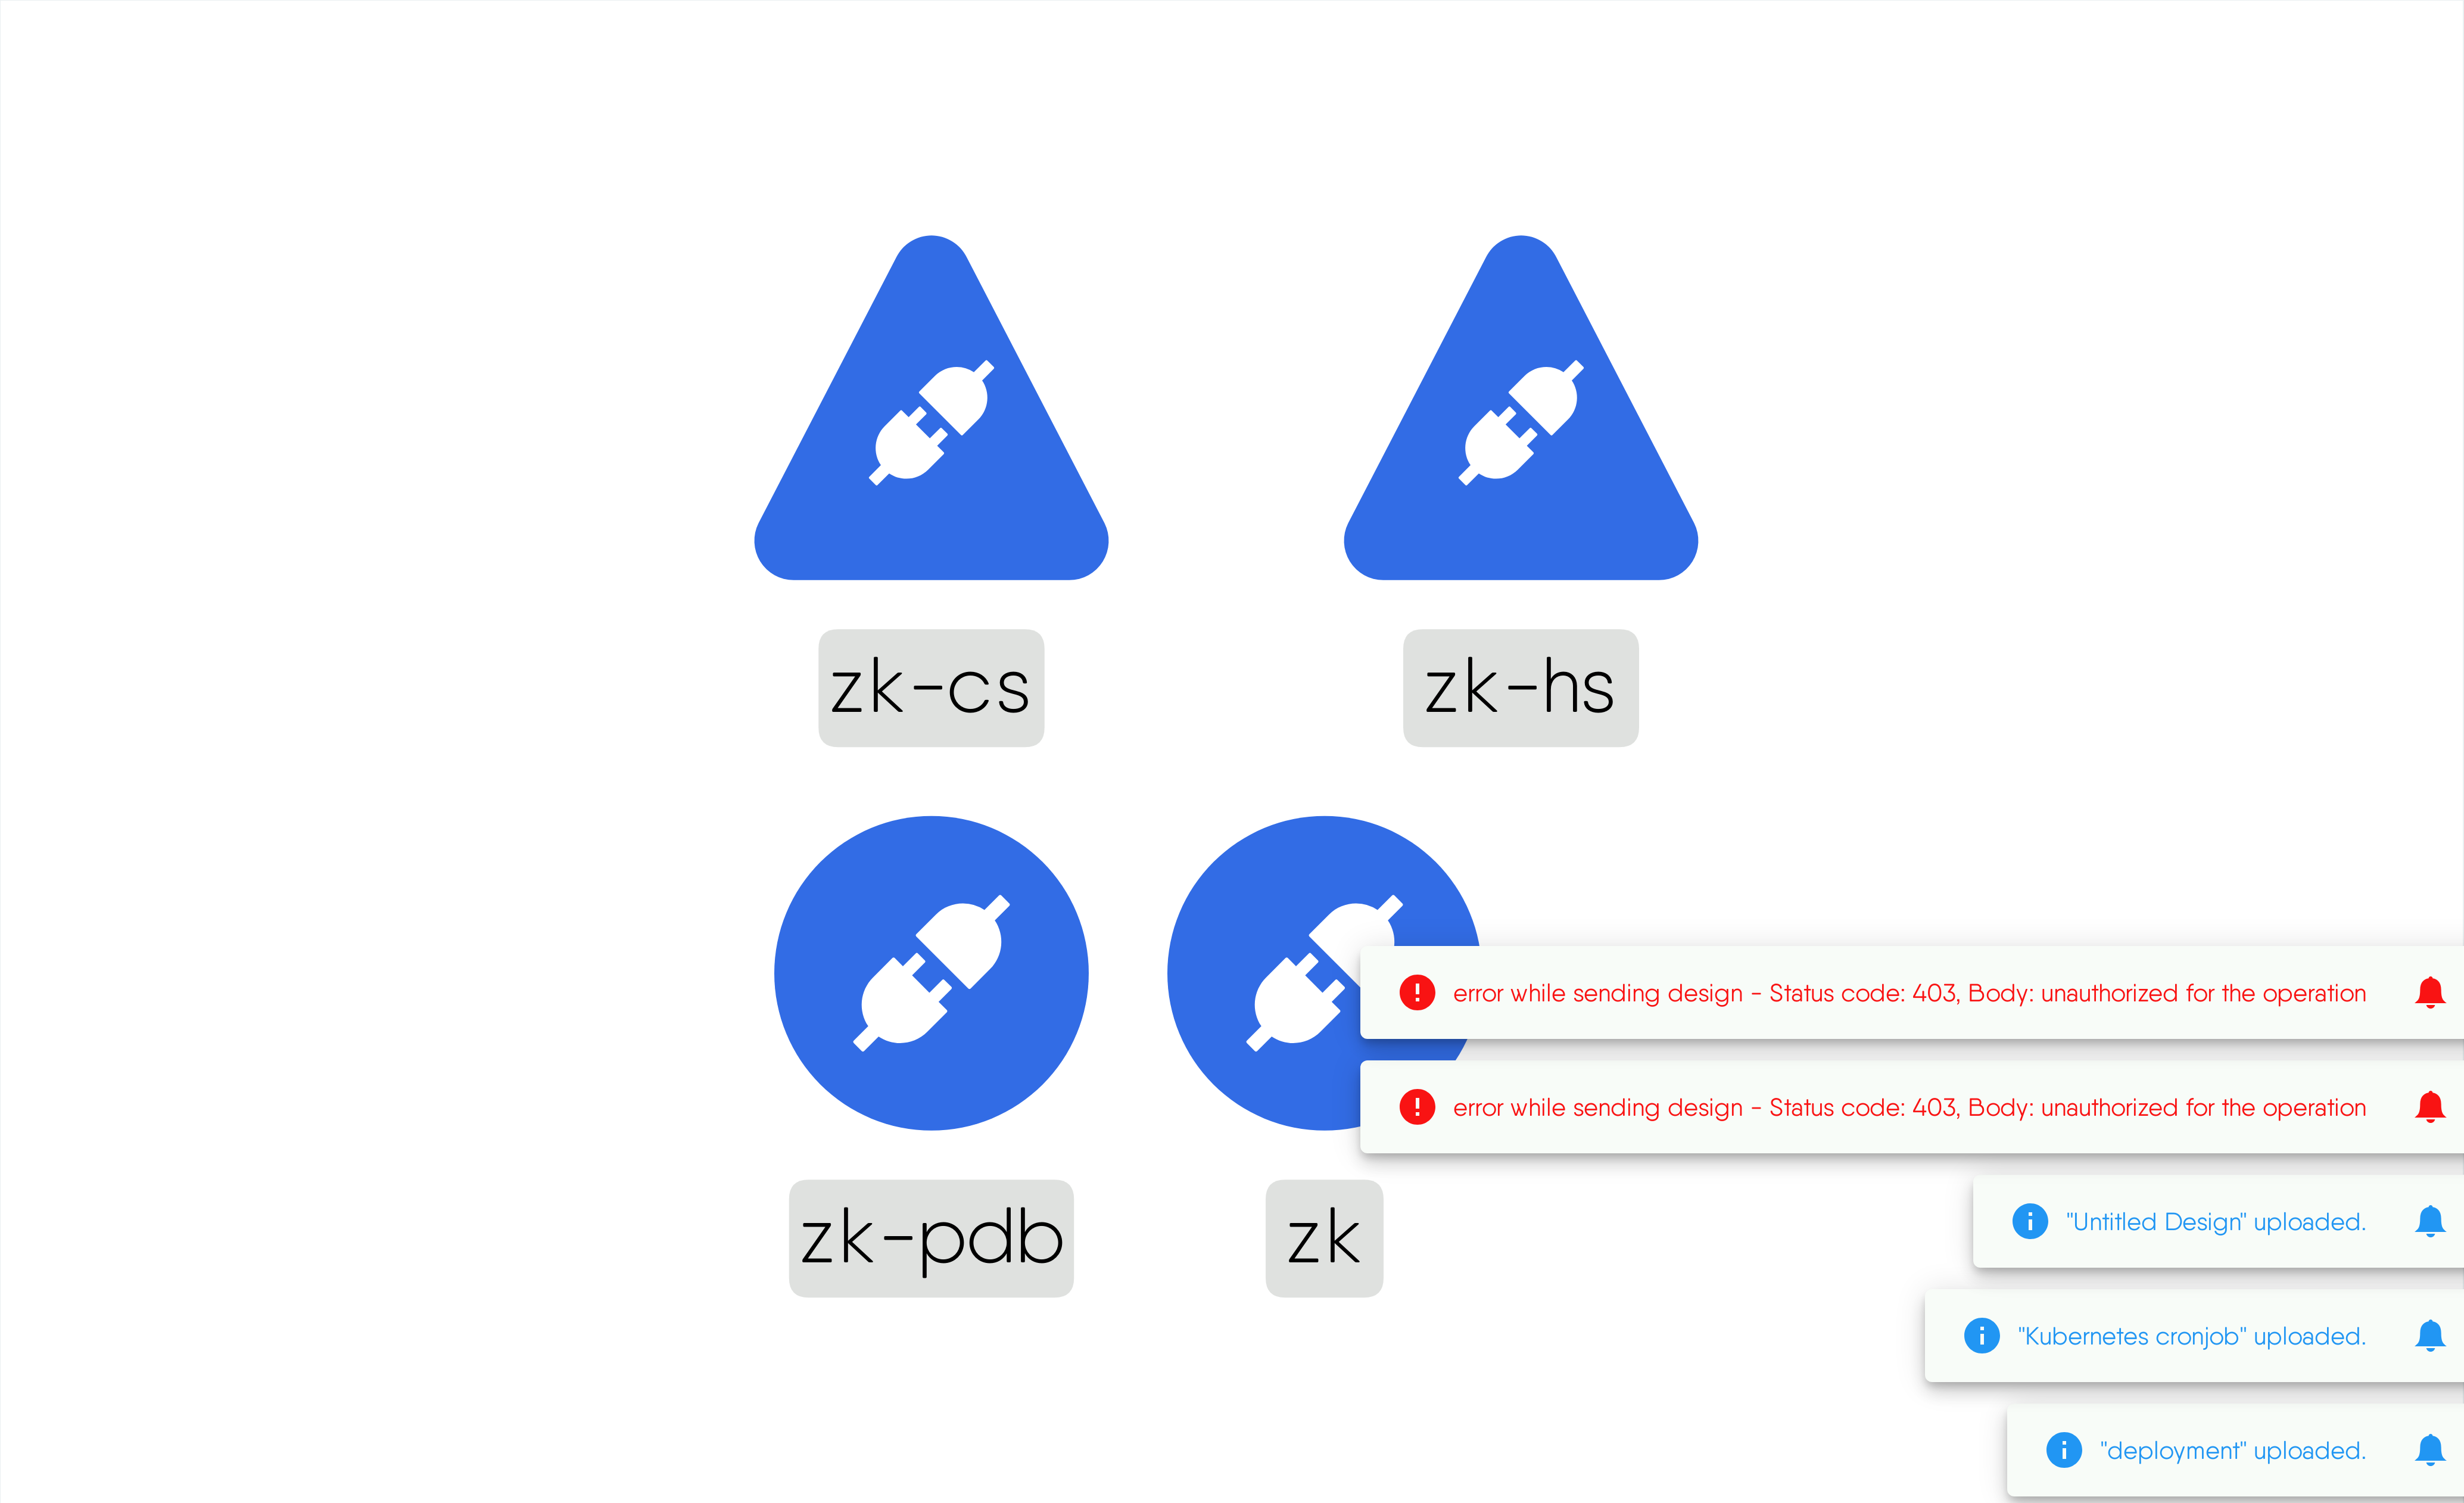 zk-cs
zk-hs
zk-pdb
zk
error while sending design - Status code: 403, Body: unauthorized for the operation
error while sending design - Status code: 403, Body: unauthorized for the operation
"Untitled Design" uploaded.
"Kubernetes cronjob" uploaded.
"deployment" uploaded.